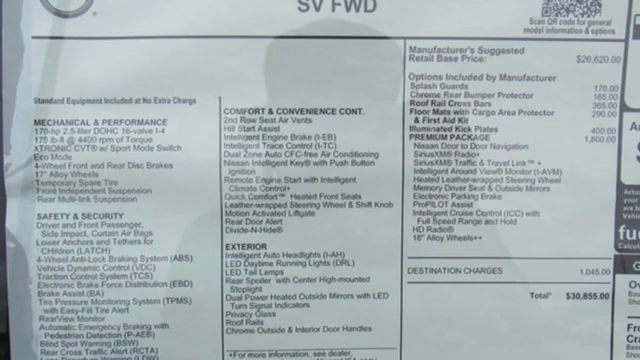 SV FWD
Scan QR code for general
model information & options
Standard Equipment Included at No Extra Charge
MECHANICAL & PERFORMANCE
170-hp 2.5-liter DOHC 16-valve I-4
175 lb-ft @ 4400 rpm of Torque
XTRONIC CVT® w/ Sport Mode Switch
Eco Mode
4-Wheel Front and Rear Disc Brakes
17" Alloy Wheels
Temporary Spare Tire
Front Independent Suspension
Rear Multi-link Suspension
SAFETY & SECURITY
Driver and Front Passenger,
Side Impact, Curtain Air Bags
Lower Anchors and Tethers for
CHildren (LATCH)
4-Wheel Anti-Lock Braking System (ABS)
Vehicle Dynamic Control (VDC)
Traction Control System (TCS)
Electronic Brake Force Distribution (EBD)
Brake Assist (BA)
Tire Pressure Monitoring System (TPMS)
with Easy-Fill Tire Alert
RearView Monitor
Automatic Emergency Braking with
Pedestrian Detection (P-AEB)
Blind Spot Warning (BSW)
Rear Cross Traffic Alert (RCTA)
COMFORT & CONVENIENCE CONT.
2nd Row Seat Air Vents
Hill Start Assist
Intelligent Engine Brake (I-EB)
Intelligent Trace Control (I-TC)
Dual Zone Auto CFC-free Air Conditioning
Nissan Intelligent Key® with Push Button
Ignition
Remote Engine Start with Intelligent
Climate Control+
Quick Comfort™ Heated Front Seats
Leather-wrapped Steering Wheel & Shift Knob
Motion Activated Liftgate
Rear Door Alert
Divide-N-Hide®
EXTERIOR
Intelligent Auto Headlights (I-AH)
LED Daytime Running Lights (DRL)
LED Tail Lamps
Rear Spoiler with Center High-mounted
Stoplight
Dual Power Heated Outside Mirrors with LED
Turn Signal Indicators
Privacy Glass
Roof Rails
Chrome Outside & Interior Door Handles
+For more information, see dealer,
Manufacturer's Suggested
Retail Base Price: $26,620.00
Options Included by Manufacturer
Splash Guards 170.00
Chrome Rear Bumper Protector 165.00
Roof Rail Cross Bars 365.00
Floor Mats with Cargo Area Protector 290.00
& First Aid Kit
Illuminated Kick Plates 400.00
PREMIUM PACKAGE 1,800.00
Nissan Door to Door Navigation
SiriusXM® Radio+
SiriusXM® Traffic & Travel Link™ +
Intelligent Around View® Monitor (I-AVM)
Heated Leather-wrapped Steering Wheel
Memory Driver Seat & Outside Mirrors
Electronic Parking Brake
ProPILOT Assist
Intelligent Cruise Control (ICC) with
Full Speed Range and Hold
HD Radio®
18" Alloy Wheels++
DESTINATION CHARGES 1,045.00
Total* $30,855.00